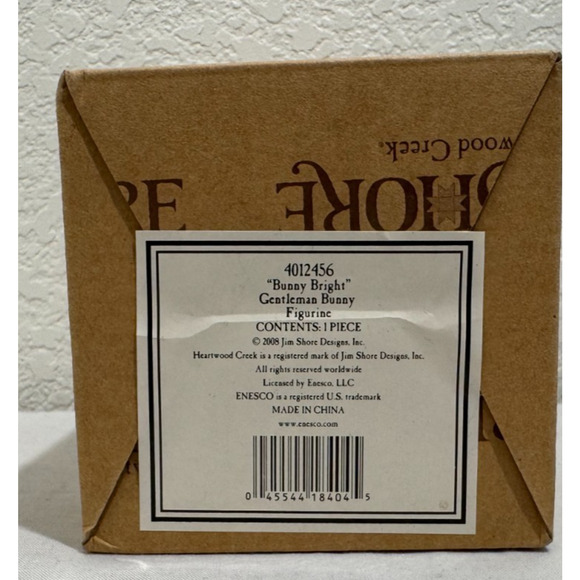 wood Creek.
SHORE
RE
4012456
"Bunny Bright"
Gentleman Bunny
Figurine
CONTENTS: 1 PIECE
© 2008 Jim Shore Designs, Inc.
Heartwood Creek is a registered mark of Jim Shore Designs, Inc.
All rights reserved worldwide
Licensed by Enesco, LLC
ENESCO is a registered U.S. trademark
MADE IN CHINA
www.enesco.com
0 45544 18404 5